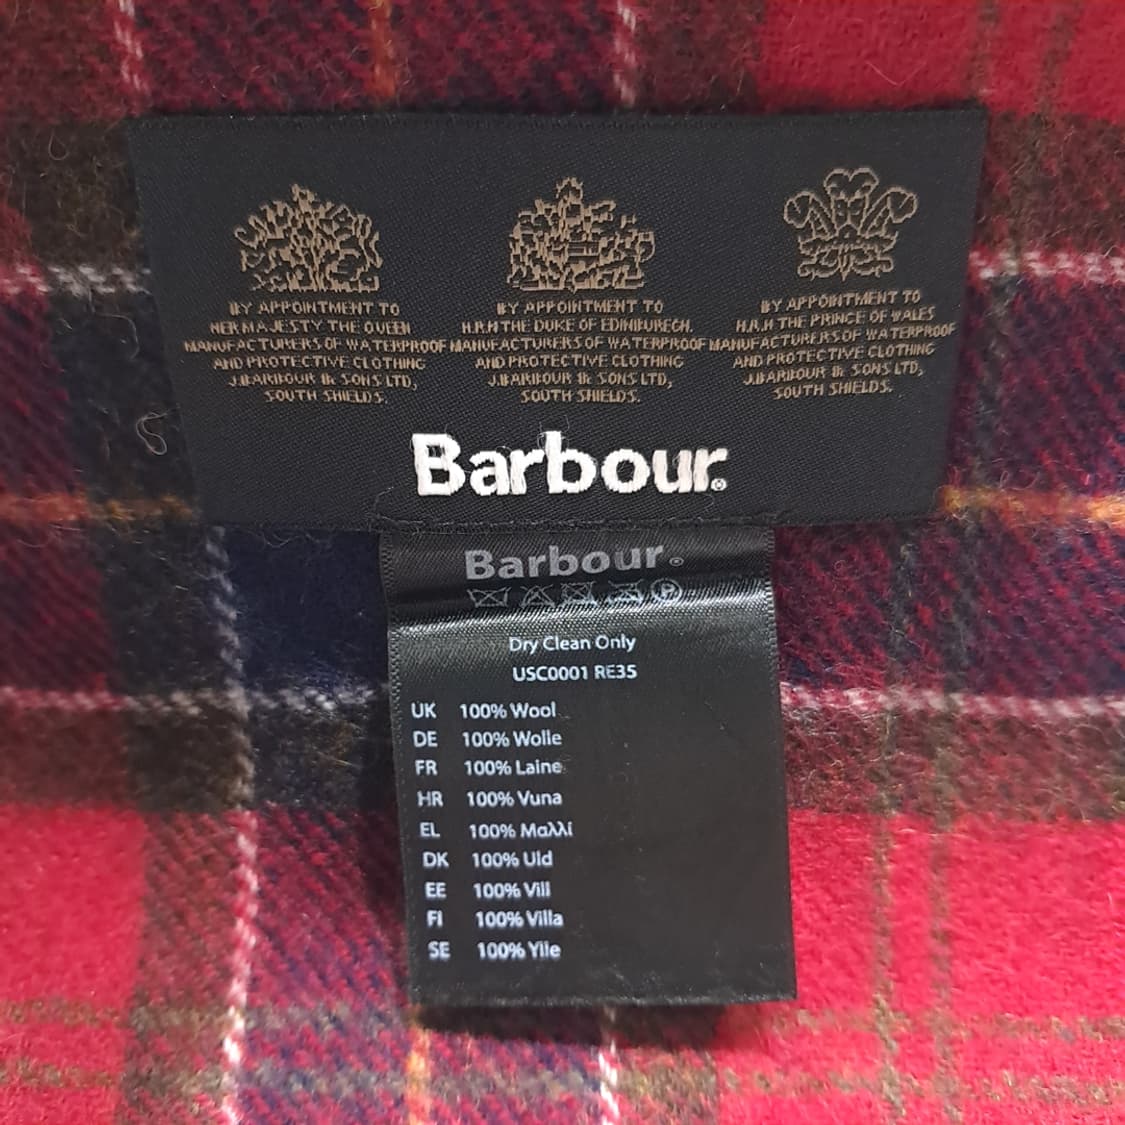 BY APPOINTMENT TO
HER MAJESTY THE QUEEN
MANUFACTURERS OF WATERPROOF
AND PROTECTIVE CLOTHING
J.BARBOUR & SONS LTD,
SOUTH SHIELDS.
BY APPOINTMENT TO
H.R.H THE DUKE OF EDINBURGH.
MANUFACTURERS OF WATERPROOF
AND PROTECTIVE CLOTHING
J.BARBOUR & SONS LTD,
SOUTH SHIELDS.
BY APPOINTMENT TO
H.R.H THE PRINCE OF WALES
MANUFACTURERS OF WATERPROOF
AND PROTECTIVE CLOTHING
J.BARBOUR & SONS LTD,
SOUTH SHIELDS.
Barbour®
Barbour®
P
Dry Clean Only
USC0001 RE35
UK 100% Wool
DE 100% Wolle
FR 100% Laine
HR 100% Vuna
EL 100% Μαλλί
DK 100% Uld
EE 100% Vill
FI 100% Villa
SE 100% Ylle